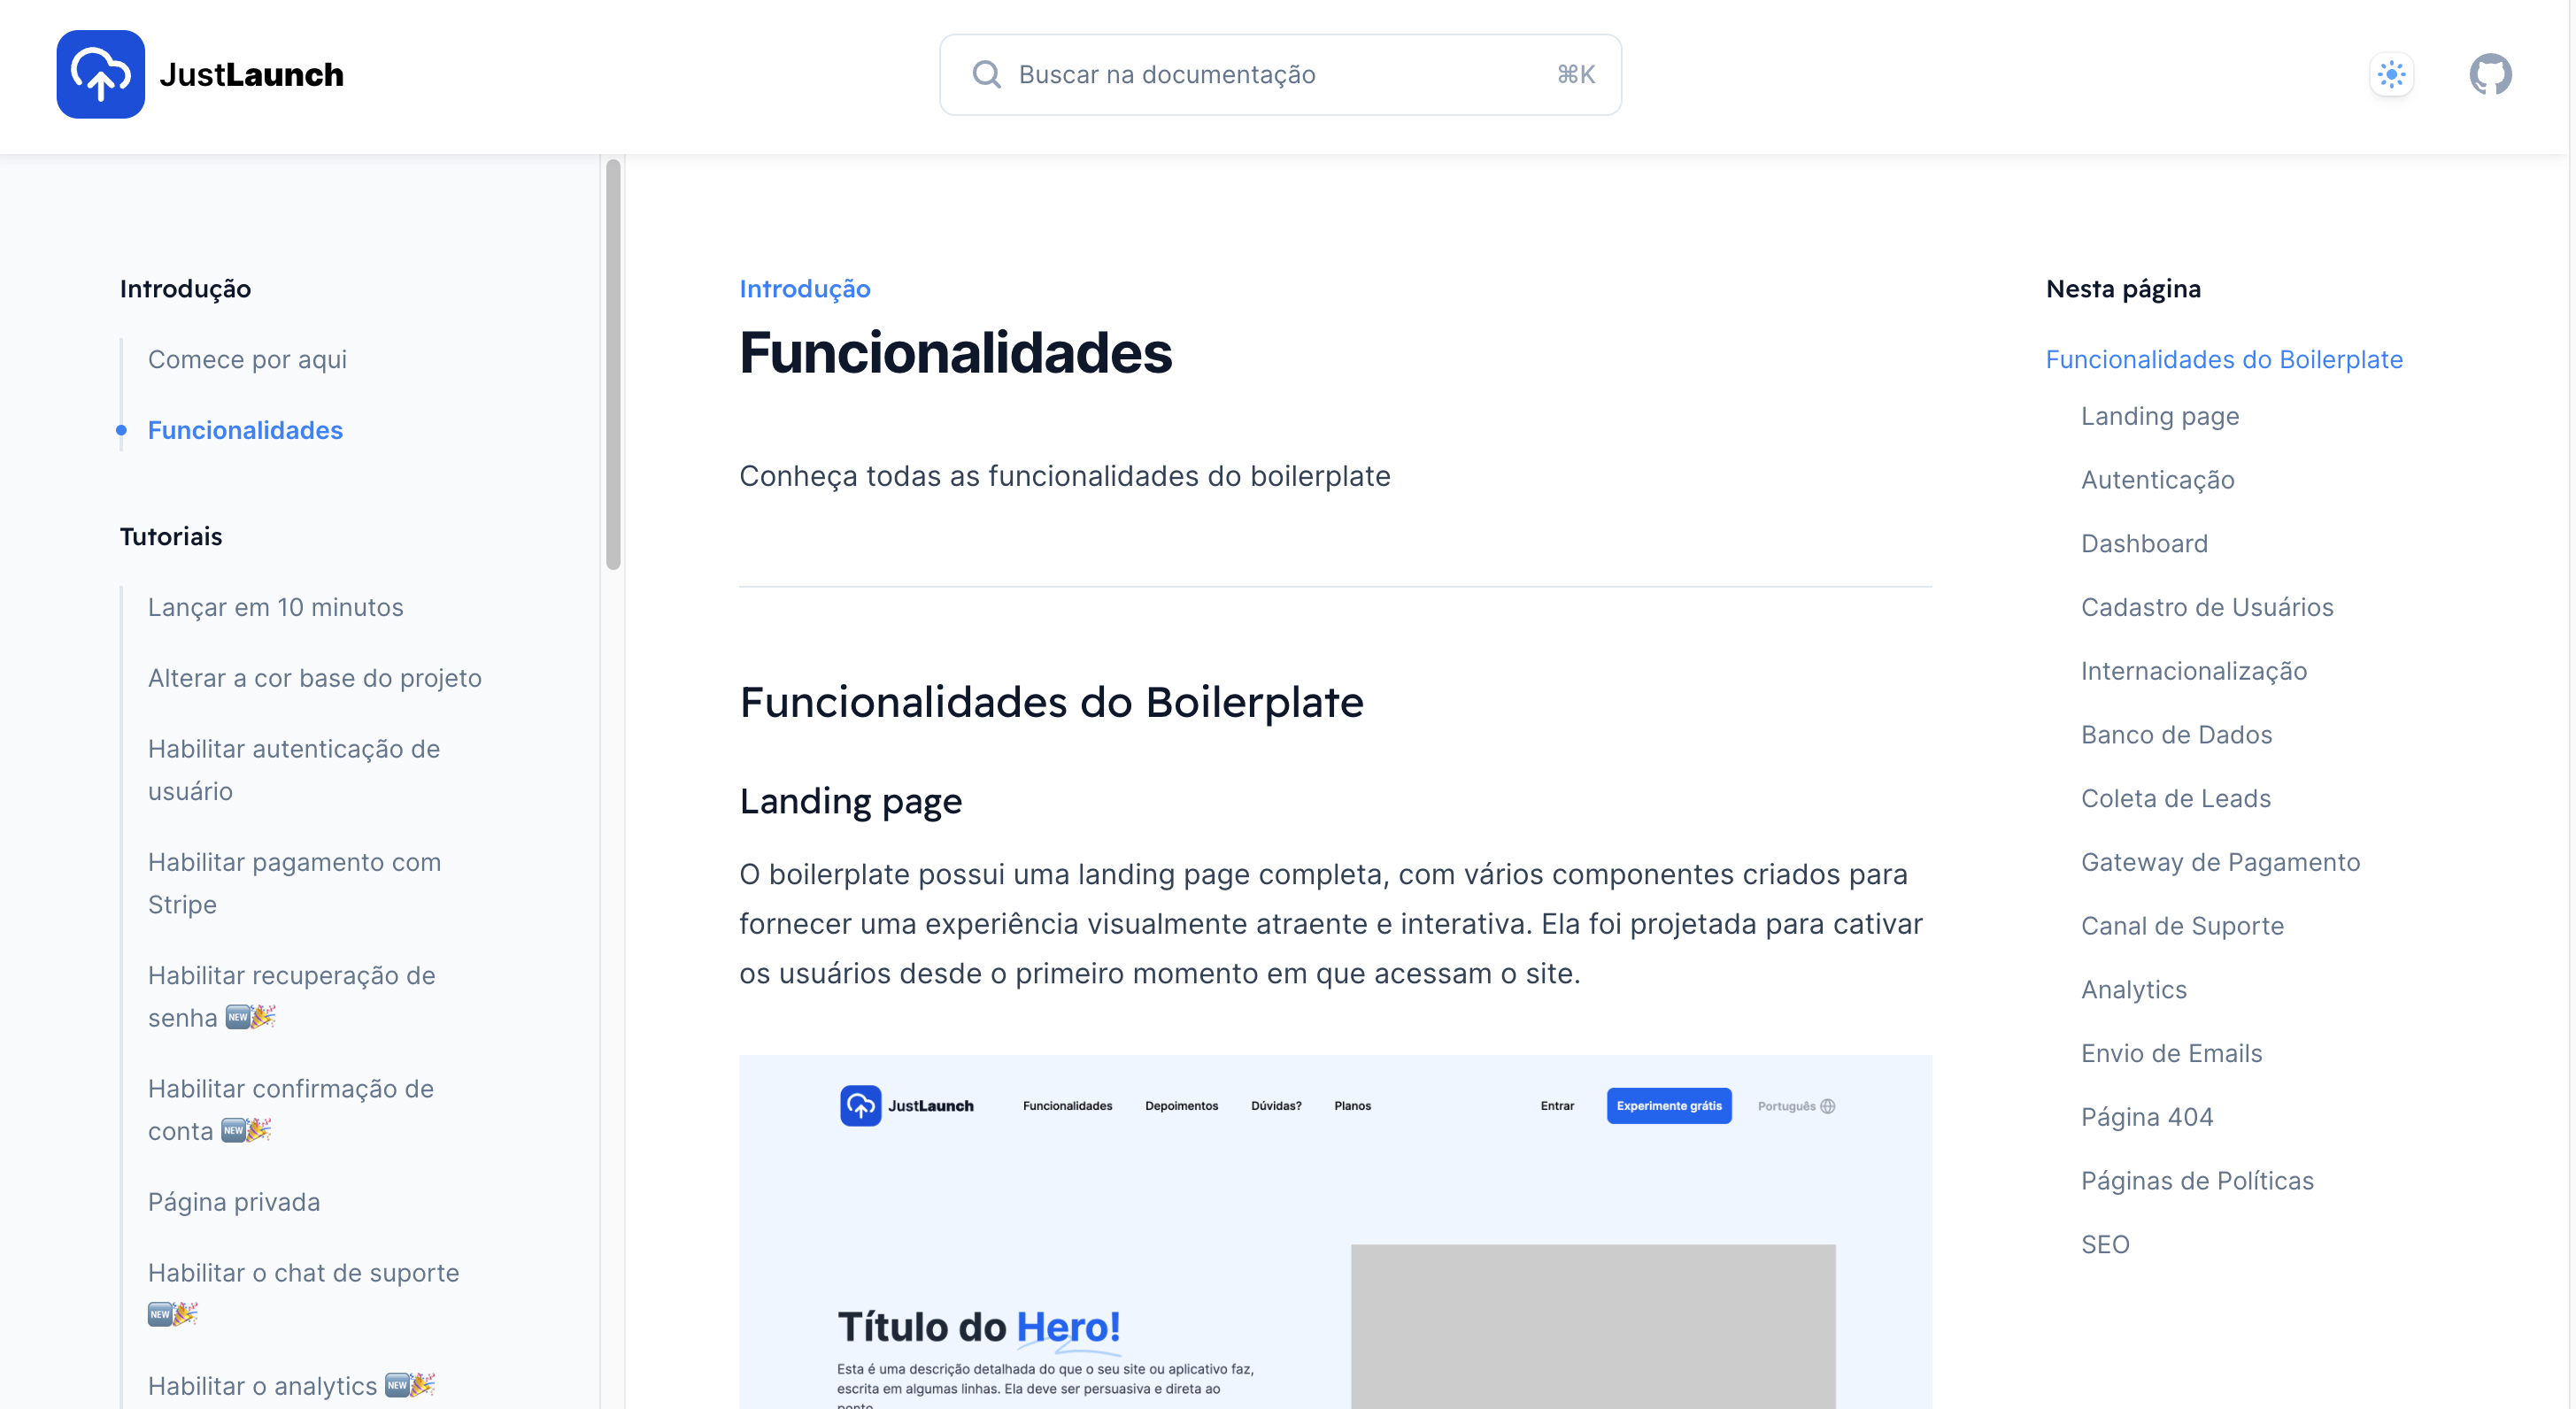 JustLaunch
Buscar na documentação
⌘K
Introdução
Comece por aqui
Funcionalidades
Tutoriais
Lançar em 10 minutos
Alterar a cor base do projeto
Habilitar autenticação de
usuário
Habilitar pagamento com
Stripe
Habilitar recuperação de
senha 🆕🎉
Habilitar confirmação de
conta 🆕🎉
Página privada
Habilitar o chat de suporte
🆕🎉
Habilitar o analytics 🆕🎉
Introdução
Funcionalidades
Conheça todas as funcionalidades do boilerplate
Funcionalidades do Boilerplate
Landing page
O boilerplate possui uma landing page completa, com vários componentes criados para
fornecer uma experiência visualmente atraente e interativa. Ela foi projetada para cativar
os usuários desde o primeiro momento em que acessam o site.
JustLaunch
Funcionalidades
Depoimentos
Dúvidas?
Planos
Entrar
Experimente grátis
Português
Título do Hero!
Esta é uma descrição detalhada do que o seu site ou aplicativo faz,
escrita em algumas linhas. Ela deve ser persuasiva e direta ao
ponto.
Nesta página
Funcionalidades do Boilerplate
Landing page
Autenticação
Dashboard
Cadastro de Usuários
Internacionalização
Banco de Dados
Coleta de Leads
Gateway de Pagamento
Canal de Suporte
Analytics
Envio de Emails
Página 404
Páginas de Políticas
SEO